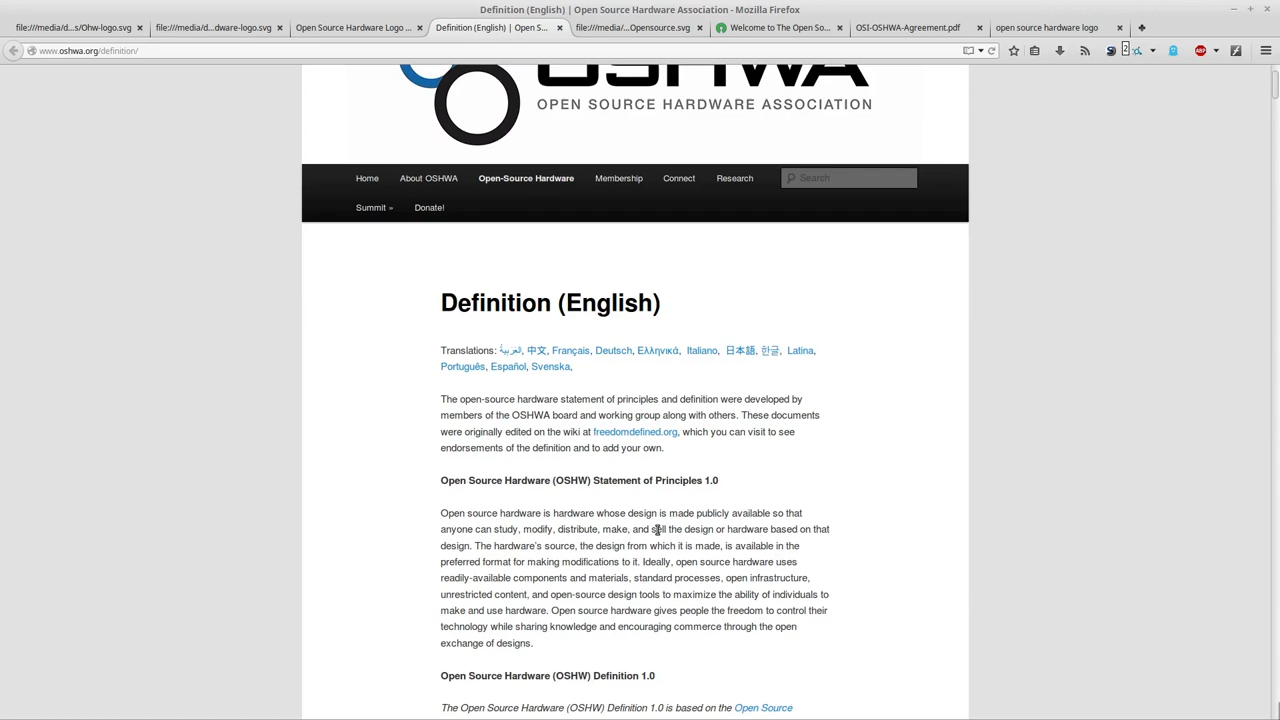 Definition (English) | Open Source Hardware Association - Mozilla Firefox
file:///media/d...s/Ohw-logo.svg
file:///media/d...dware-logo.svg
Open Source Hardware Logo ...
Definition (English) | Open S...
file:///media/...Opensource.svg
Welcome to The Open So...
OSI-OSHWA-Agreement.pdf
open source hardware logo
www.oshwa.org/definition/
2
ABP
OSHWA
OPEN SOURCE HARDWARE ASSOCIATION
Home About OSHWA Open-Source Hardware Membership Connect Research Search
Summit » Donate!
Definition (English)
Translations: العَرَبِيةُ, 中文, Français, Deutsch, Ελληνικά, Italiano, 日本語, 한글, Latina,
Português, Español, Svenska,
The open-source hardware statement of principles and definition were developed by
members of the OSHWA board and working group along with others. These documents
were originally edited on the wiki at freedomdefined.org, which you can visit to see
endorsements of the definition and to add your own.
Open Source Hardware (OSHW) Statement of Principles 1.0
Open source hardware is hardware whose design is made publicly available so that
anyone can study, modify, distribute, make, and sell the design or hardware based on that
design. The hardware's source, the design from which it is made, is available in the
preferred format for making modifications to it. Ideally, open source hardware uses
readily-available components and materials, standard processes, open infrastructure,
unrestricted content, and open-source design tools to maximize the ability of individuals to
make and use hardware. Open source hardware gives people the freedom to control their
technology while sharing knowledge and encouraging commerce through the open
exchange of designs.
Open Source Hardware (OSHW) Definition 1.0
The Open Source Hardware (OSHW) Definition 1.0 is based on the Open Source